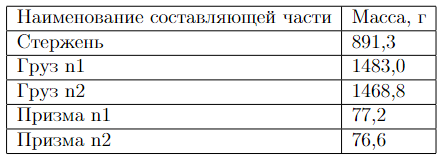 Наименование составляющей части Масса, г
Стержень 891,3
Груз n1 1483,0
Груз n2 1468,8
Призма n1 77,2
Призма n2 76,6